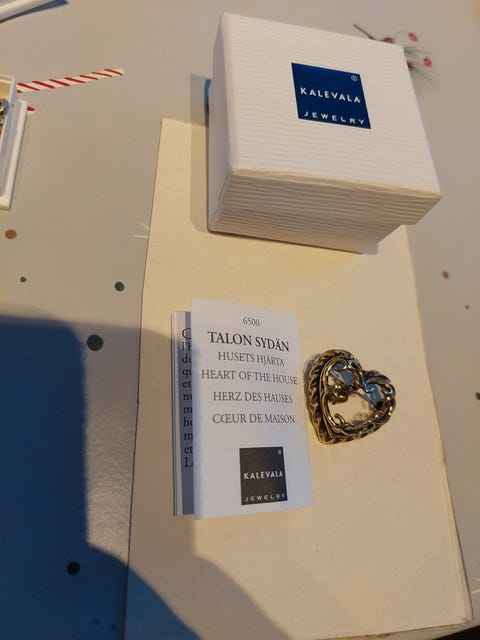 KALEVALA
JEWELRY
6500
TALON SYDÄN
HUSETS HJÄRTA
HEART OF THE HOUSE
HERZ DES HAUSES
CŒUR DE MAISON
KALEVALA
JEWELRY